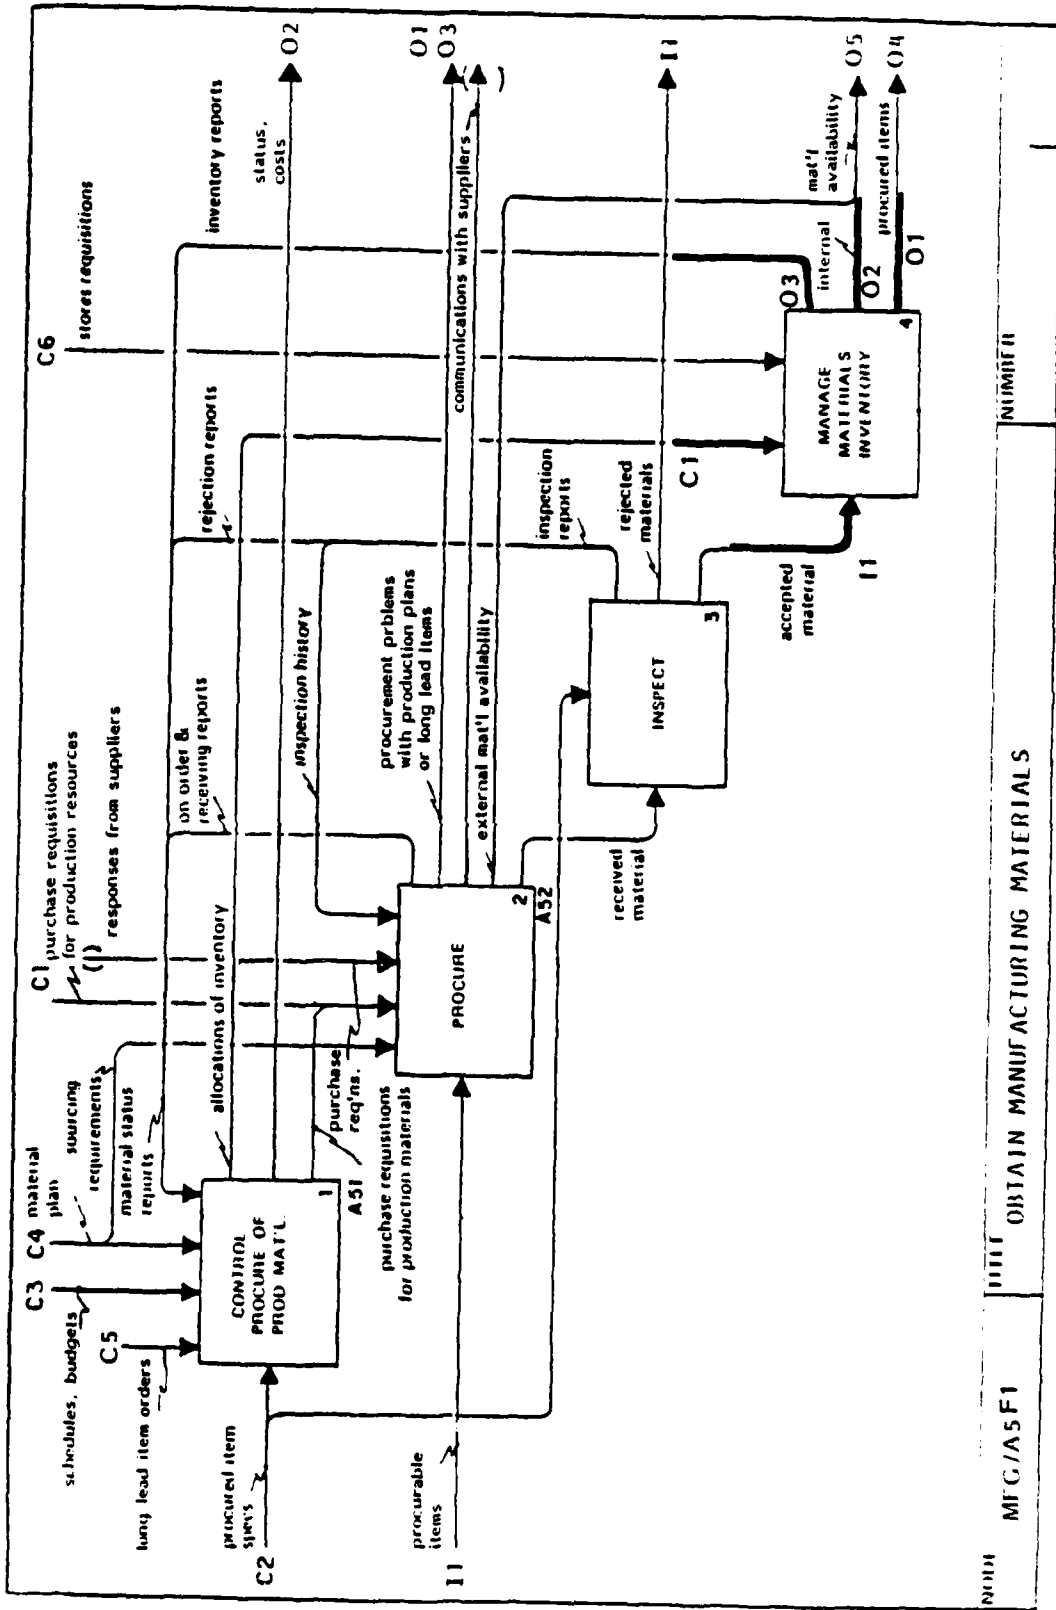 C5
long lead item orders
C3
schedules, budgets
C4
material
plan
sourcing
requirements
material status
reports
C1
purchase requisitions
for production resources
( )
responses from suppliers
on order &
receiving reports
rejection reports
C6
stores requisitions
inventory reports
C2
procured item
specs
CONTROL
PROCURE OF
PROD MAT'L.
1
A51
allocations of inventory
status,
costs
O2
purchase
req'ns.
inspection history
I1
procurable
items
purchase requisitions
for production materials
PROCURE
2
A52
procurement prblems
with production plans
or long lead items
O1
O3
communications with suppliers
( )
external mat'l availability
received
material
INSPECT
3
inspection
reports
rejected
materials
I1
accepted
material
I1
C1
MANAGE
MATERIALS
INVENTORY
4
O3
internal
O2
O1
mat'l
availability
O5
procured items
O4
NODE
MFG/A5F1
TITLE
OBTAIN MANUFACTURING MATERIALS
NUMBER